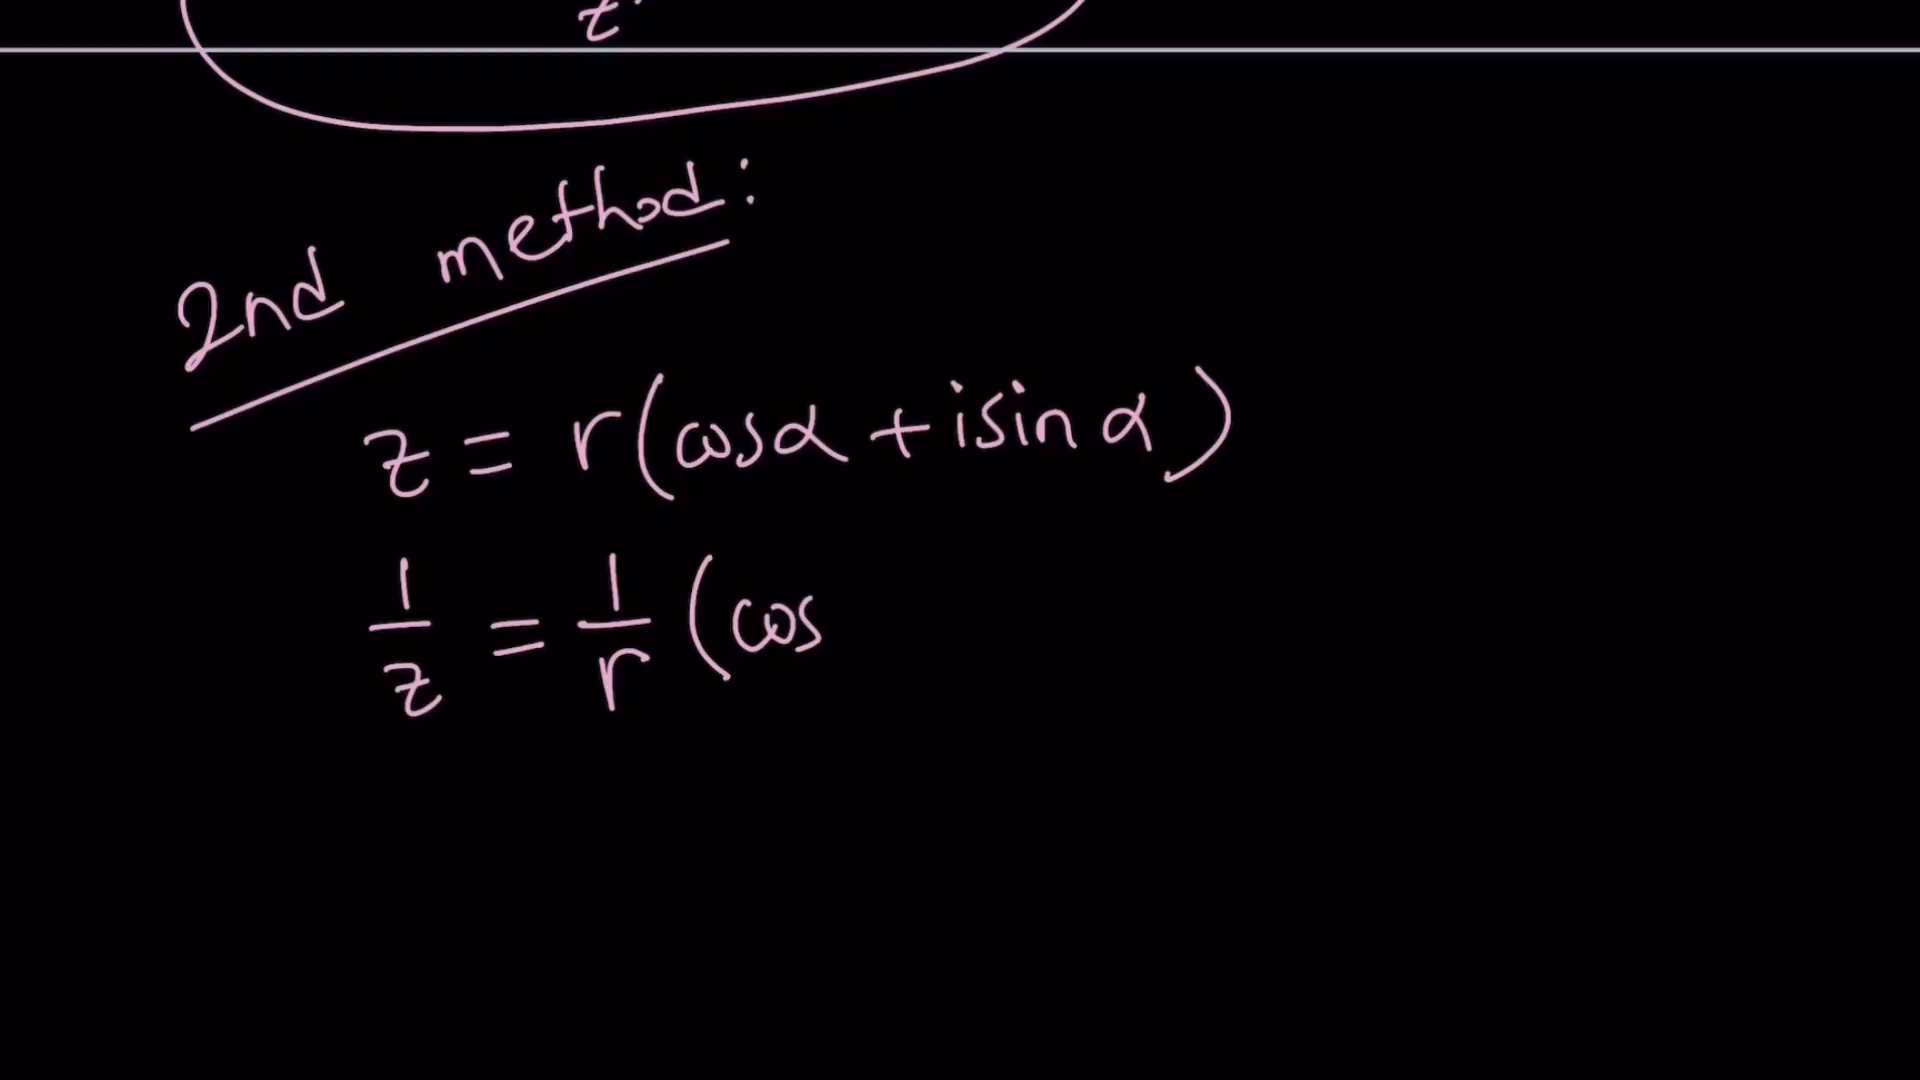 z
2nd method:
z = r(cosα + isin α)
1/z = 1/r (cos